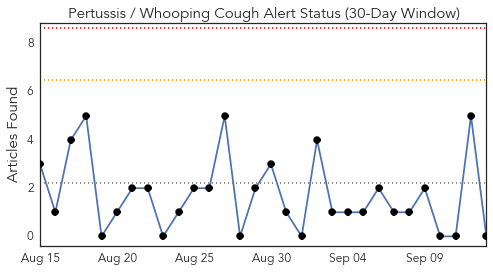 Pertussis / Whooping Cough Alert Status (30-Day Window)
Articles Found
8
6
4
2
0
Aug 15 Aug 20 Aug 25 Aug 30 Sep 04 Sep 09